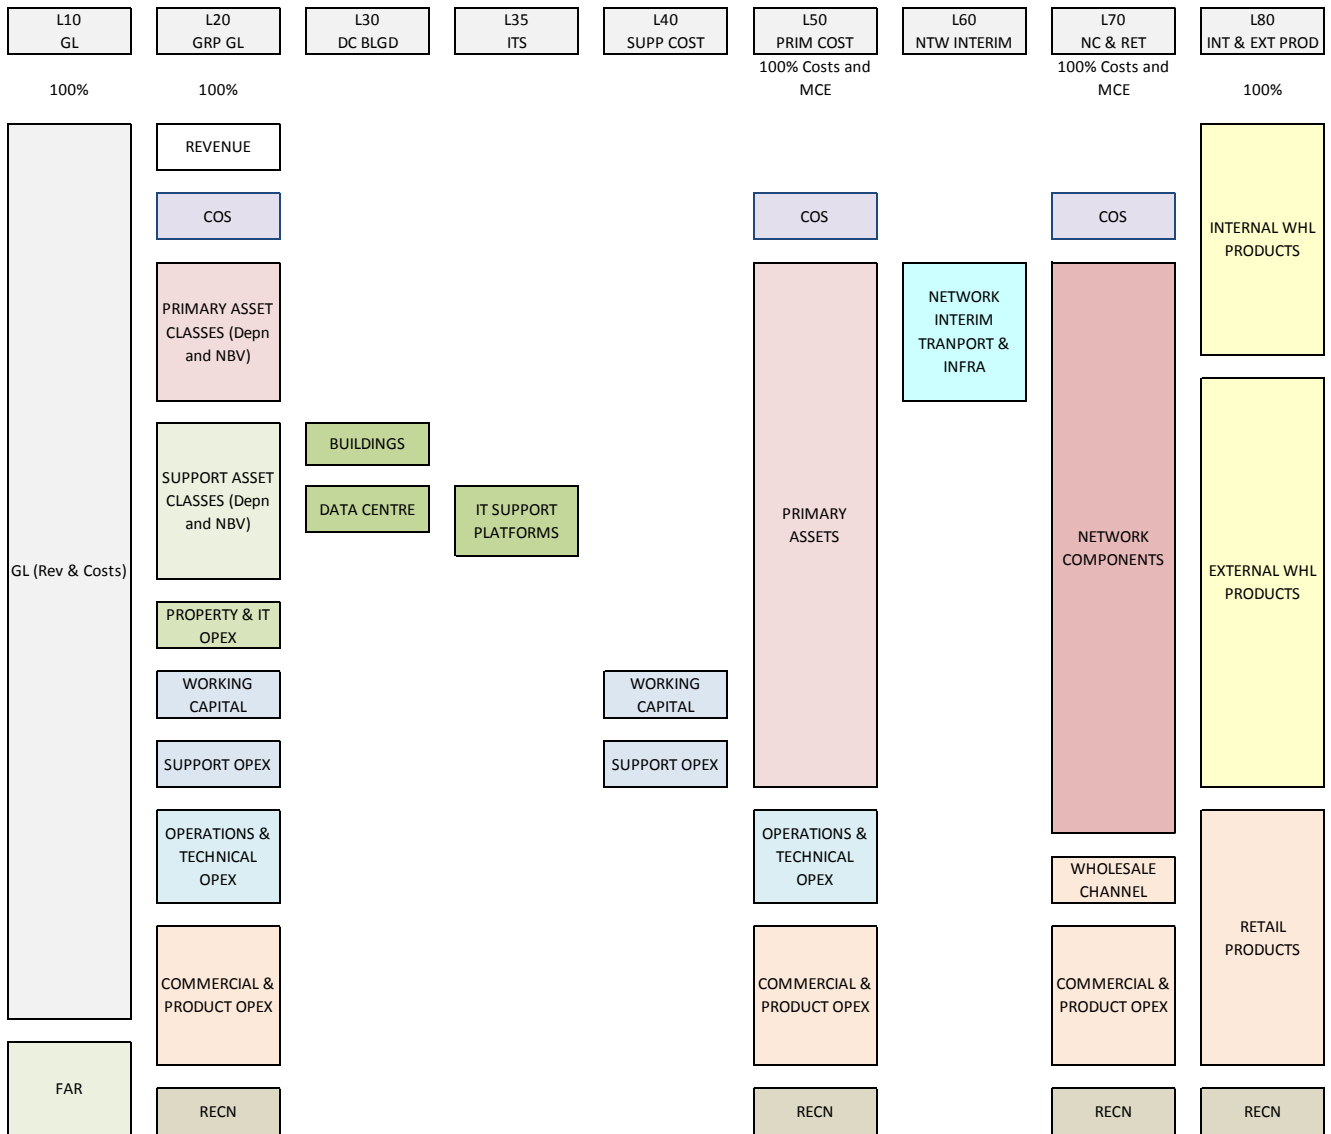 L10
GL
L20
GRP GL
L30
DC BLGD
L35
ITS
L40
SUPP COST
L50
PRIM COST
L60
NTW INTERIM
L70
NC & RET
L80
INT & EXT PROD
100%
100%
100% Costs and
MCE
100% Costs and
MCE
100%
GL (Rev & Costs)
FAR
REVENUE
COS
PRIMARY ASSET
CLASSES (Depn
and NBV)
SUPPORT ASSET
CLASSES (Depn
and NBV)
PROPERTY & IT
OPEX
WORKING
CAPITAL
SUPPORT OPEX
OPERATIONS &
TECHNICAL
OPEX
COMMERCIAL &
PRODUCT OPEX
RECN
BUILDINGS
DATA CENTRE
IT SUPPORT
PLATFORMS
WORKING
CAPITAL
SUPPORT OPEX
COS
PRIMARY
ASSETS
OPERATIONS &
TECHNICAL
OPEX
COMMERCIAL &
PRODUCT OPEX
RECN
NETWORK
INTERIM
TRANPORT &
INFRA
COS
NETWORK
COMPONENTS
WHOLESALE
CHANNEL
COMMERCIAL &
PRODUCT OPEX
RECN
INTERNAL WHL
PRODUCTS
EXTERNAL WHL
PRODUCTS
RETAIL
PRODUCTS
RECN